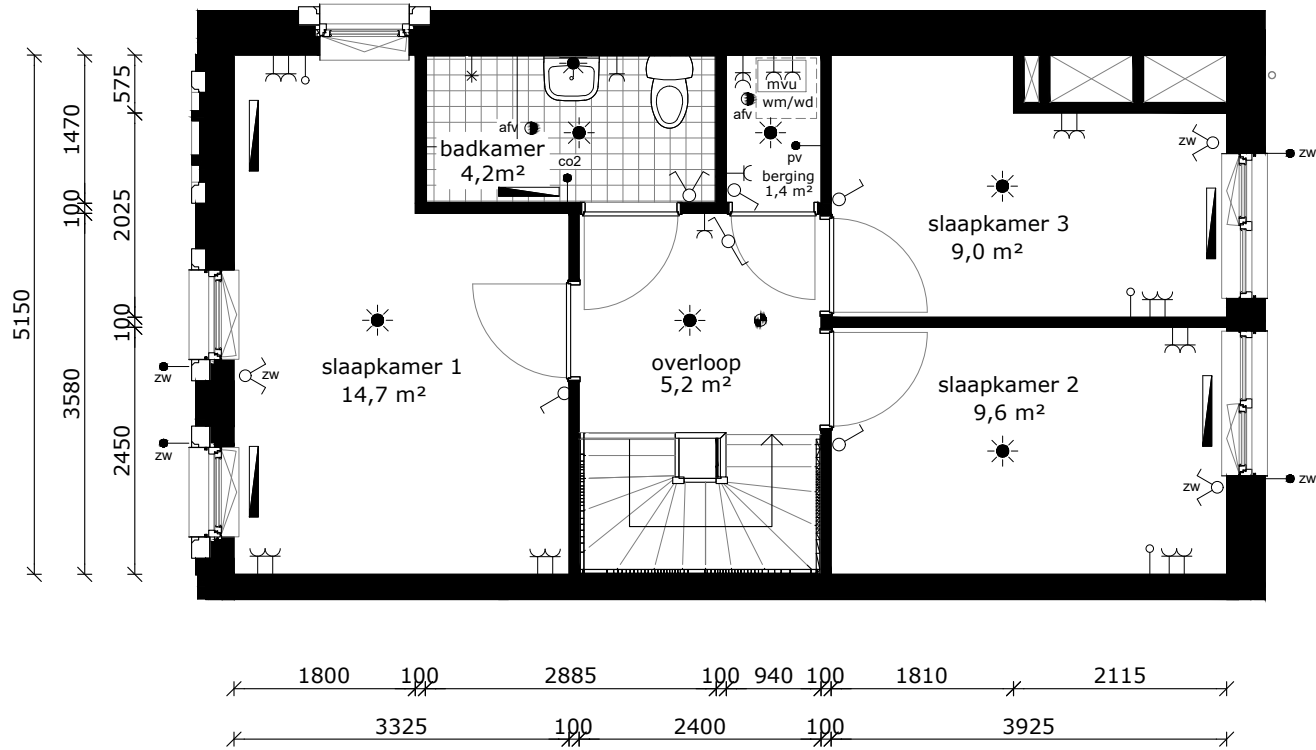 mvu
wm/wd
afv
afv
badkamer
4,2m²
co2
pv
berging
1,4 m²
zw
zw
slaapkamer 3
9,0 m²
slaapkamer 1
14,7 m²
overloop
5,2 m²
slaapkamer 2
9,6 m²
zw
zw
zw
zw
zw
5150
1470
100
3580
575
2025
100
2450
1800
100
2885
100
940
100
1810
2115
3325
100
2400
100
3925